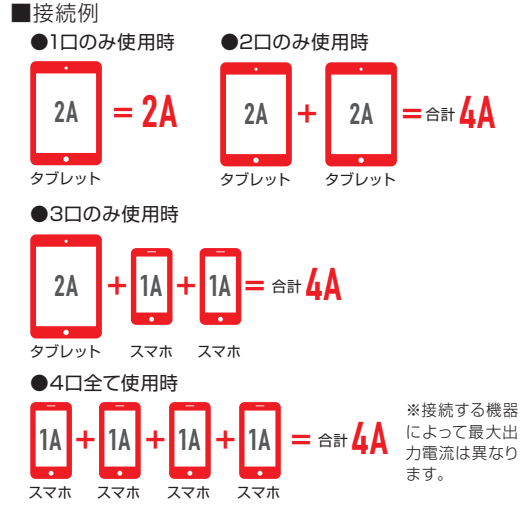 ■接続例
●1口のみ使用時
2A = 2A
タブレット
●2口のみ使用時
2A + 2A = 合計 4A
タブレット タブレット
●3口のみ使用時
2A + 1A + 1A = 合計 4A
タブレット スマホ スマホ
●4口全て使用時
1A + 1A + 1A + 1A = 合計 4A
スマホ スマホ スマホ スマホ
※接続する機器
によって最大出
力電流は異なり
ます。